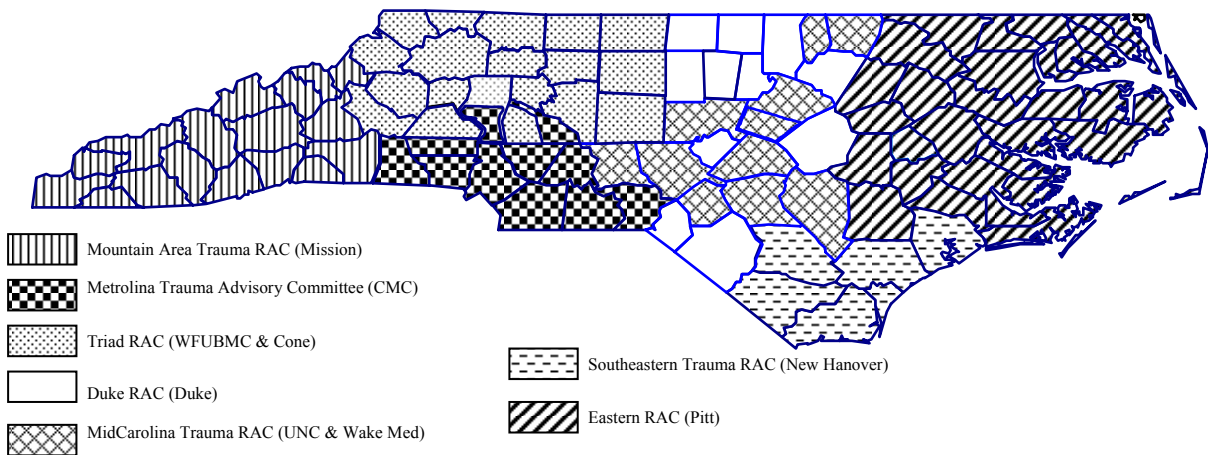 Mountain Area Trauma RAC (Mission)
Metrolina Trauma Advisory Committee (CMC)
Triad RAC (WFUBMC & Cone)
Duke RAC (Duke)
MidCarolina Trauma RAC (UNC & Wake Med)
Southeastern Trauma RAC (New Hanover)
Eastern RAC (Pitt)